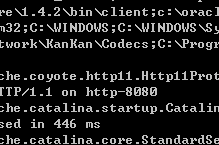 re\1.4.2\bin\client;c:\orac
m32;C:\WINDOWS;C:\WINDOWS\Sy
twork\KanKan\Codecs;C:\Progr
che.coyote.http11.Http11Prot
TTP/1.1 on http-8080
che.catalina.startup.Catalin
sed in 446 ms
che.catalina.core.StandardSe